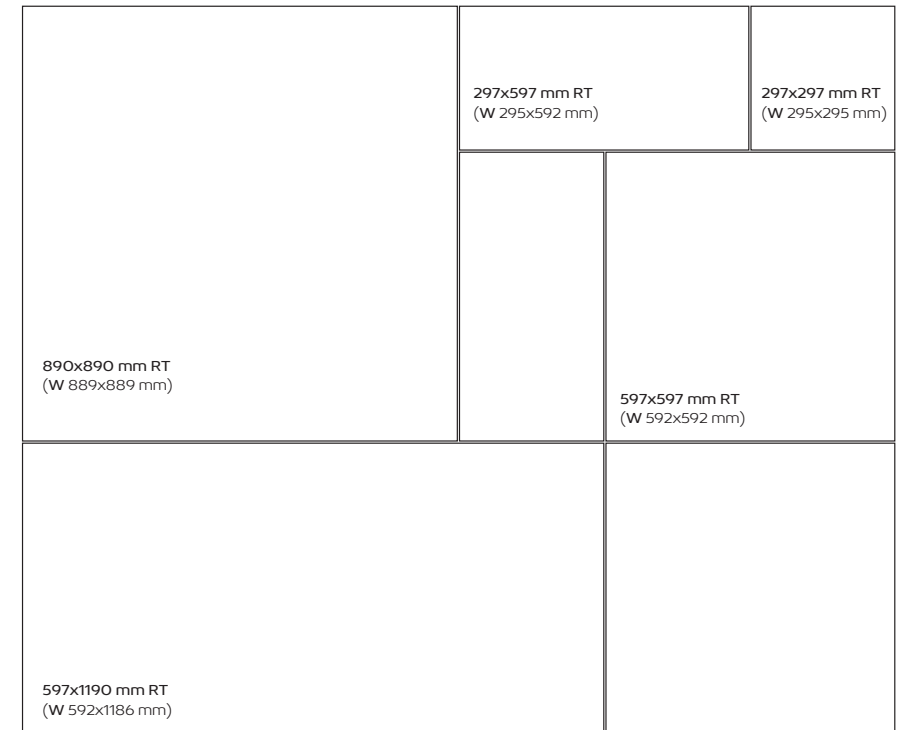 297x597 mm RT
(W 295x592 mm)
297x297 mm RT
(W 295x295 mm)
890x890 mm RT
(W 889x889 mm)
597x597 mm RT
(W 592x592 mm)
597x1190 mm RT
(W 592x1186 mm)